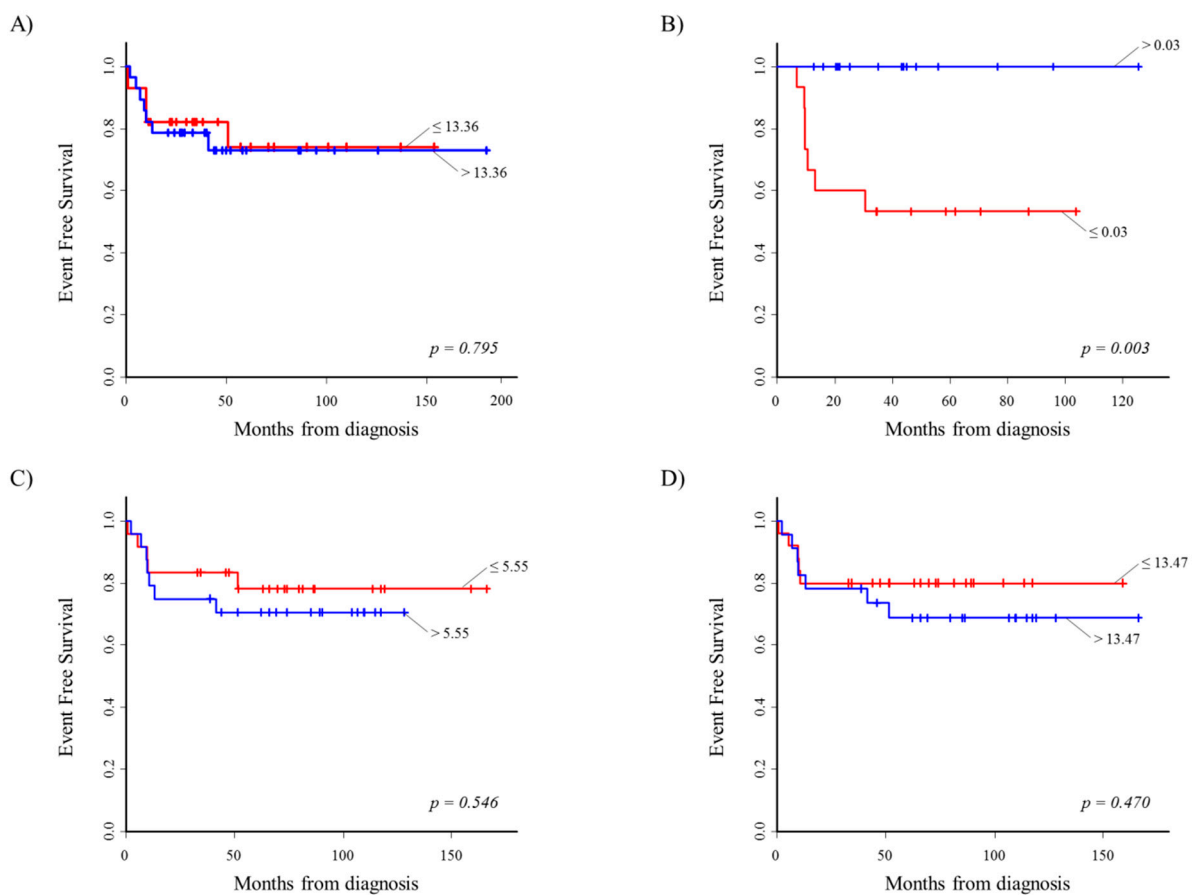 A)
Event Free Survival
1.0
0.8
0.6
0.4
0.2
0.0
≤ 13.36
> 13.36
p = 0.795
0 50 100 150 200
Months from diagnosis
B)
Event Free Survival
1.0
0.8
0.6
0.4
0.2
0.0
> 0.03
≤ 0.03
p = 0.003
0 20 40 60 80 100 120
Months from diagnosis
C)
Event Free Survival
1.0
0.8
0.6
0.4
0.2
0.0
≤ 5.55
> 5.55
p = 0.546
0 50 100 150
Months from diagnosis
D)
Event Free Survival
1.0
0.8
0.6
0.4
0.2
0.0
≤ 13.47
> 13.47
p = 0.470
0 50 100 150
Months from diagnosis